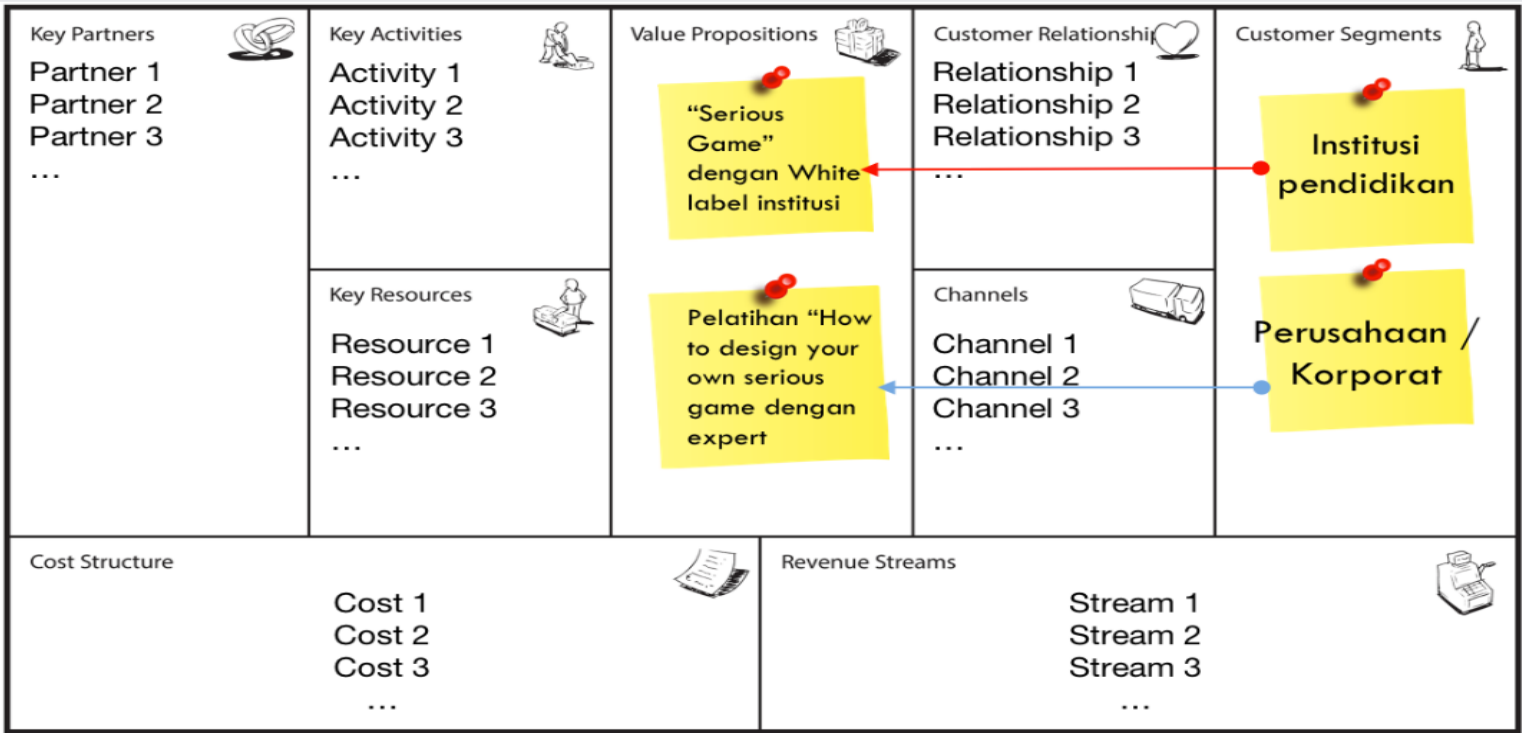 Key Partners
Partner 1
Partner 2
Partner 3
...
Key Activities
Activity 1
Activity 2
Activity 3
...
Key Resources
Resource 1
Resource 2
Resource 3
...
Value Propositions
“Serious
Game”
dengan White
label institusi
Pelatihan “How
to design your
own serious
game dengan
expert
Customer Relationship
Relationship 1
Relationship 2
Relationship 3
...
Channels
Channel 1
Channel 2
Channel 3
...
Customer Segments
Institusi
pendidikan
Perusahaan /
Korporat
Cost Structure
Cost 1
Cost 2
Cost 3
...
Revenue Streams
Stream 1
Stream 2
Stream 3
...